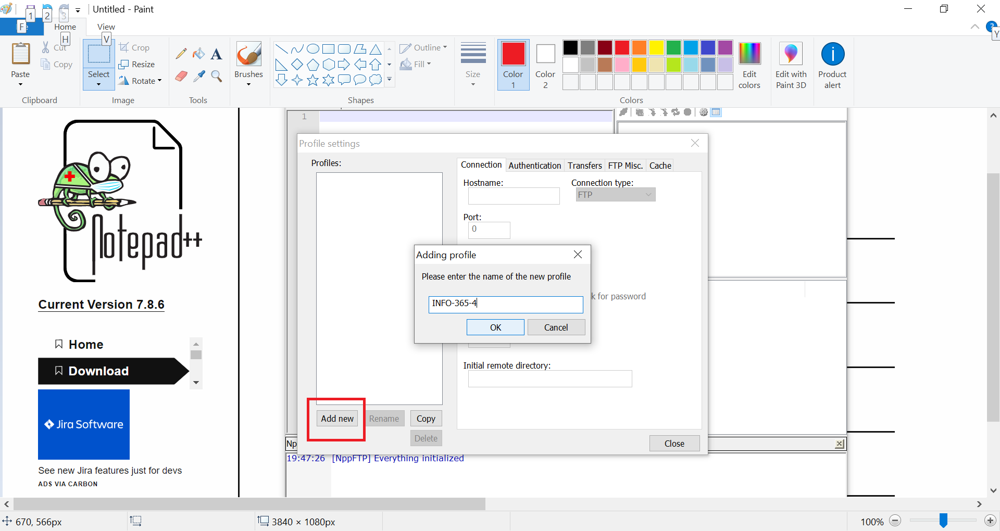 Untitled - Paint
1
2
3
F
Home
View
H
V
Y
Paste
Cut
Copy
Clipboard
Select
Crop
Resize
Rotate
Image
A
Tools
Brushes
Shapes
Outline
Fill
Size
Color
1
Color
2
Colors
Edit
colors
Edit with
Paint 3D
Product
alert
Notepad++
Current Version 7.8.6
Home
Download
Jira Software
See new Jira features just for devs
ADS VIA CARBON
1
Profile settings
Profiles:
Connection
Authentication
Transfers
FTP Misc.
Cache
Hostname:
Connection type:
FTP
Port:
0
k for password
Adding profile
Please enter the name of the new profile
INFO-365-4
OK
Cancel
Initial remote directory:
Add new
Rename
Copy
Delete
Close
Np
19:47:26 [NppFTP] Everything initialized
670, 566px
3840 × 1080px
100%